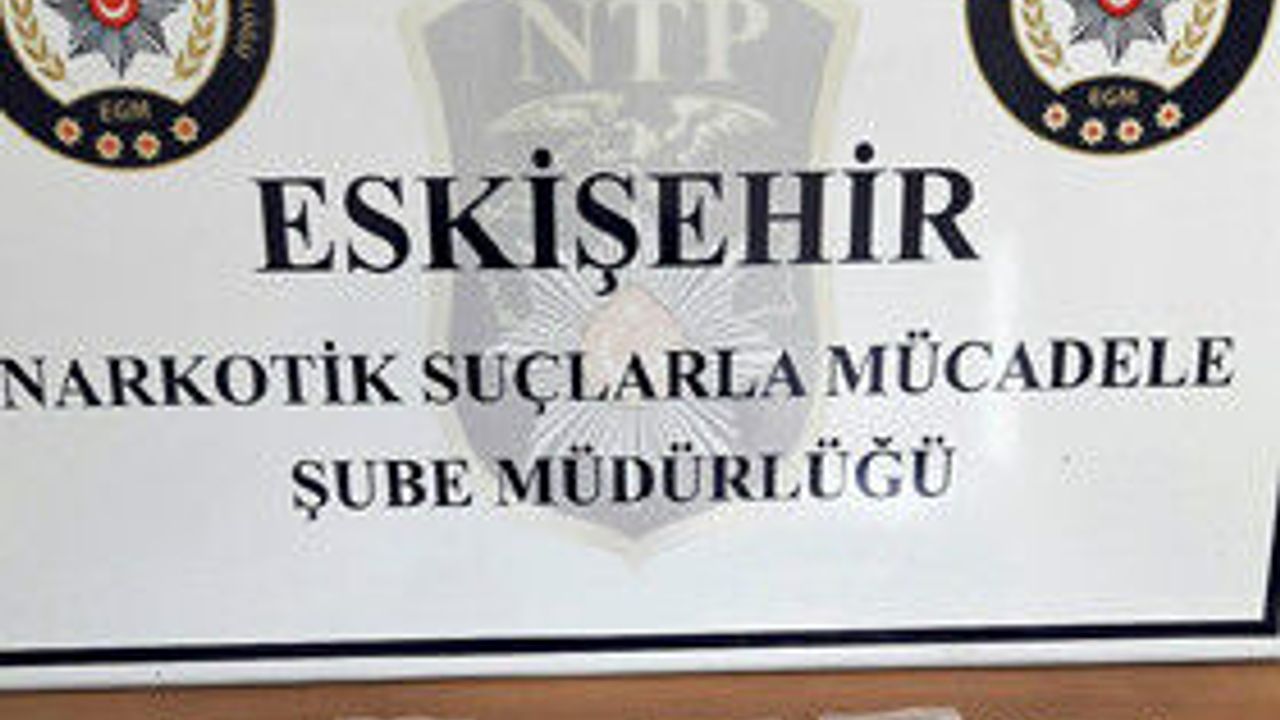 NTP
EGM
EGM
ESKİŞEHİR
NARKOTİK SUÇLARLA MÜCADELE
ŞUBE MÜDÜRLÜĞÜ